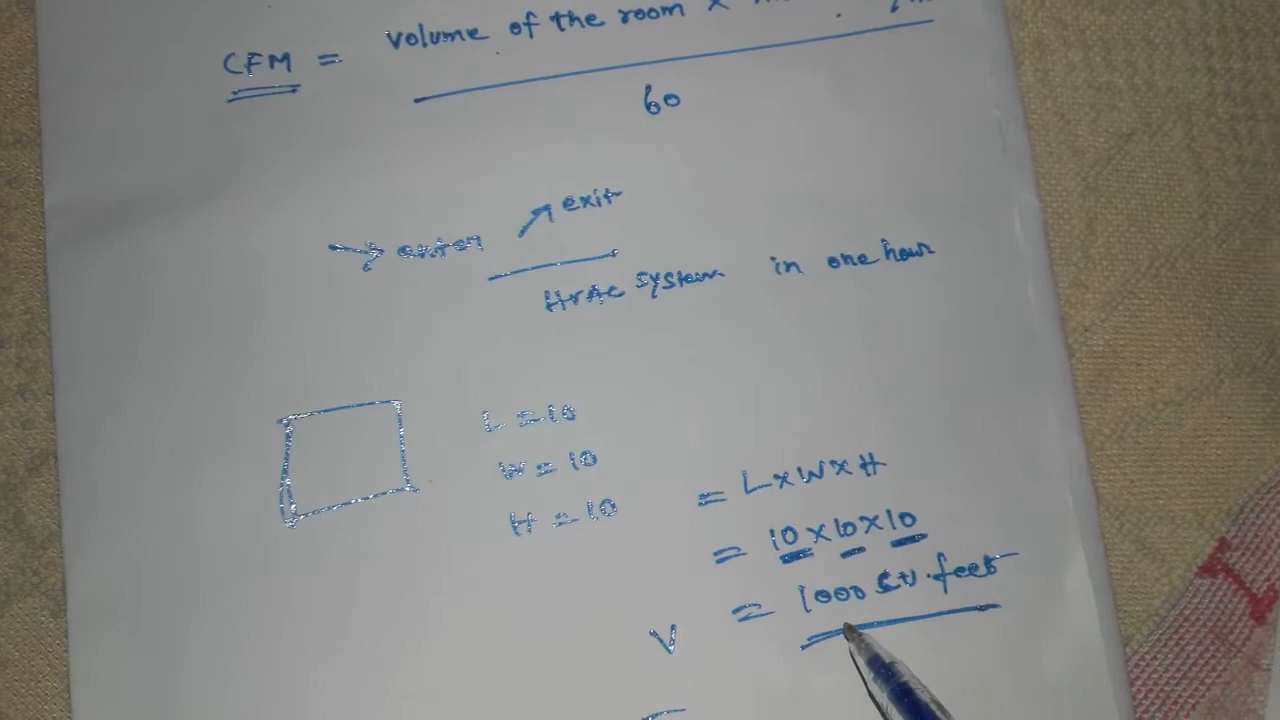 volume of the room ×
CFM =
60
exit
→ enter
HVAC system in one hour
L = 10
W = 10
H = 10
= L×W×H
= 10×10×10
= 1000 cu.feet
V